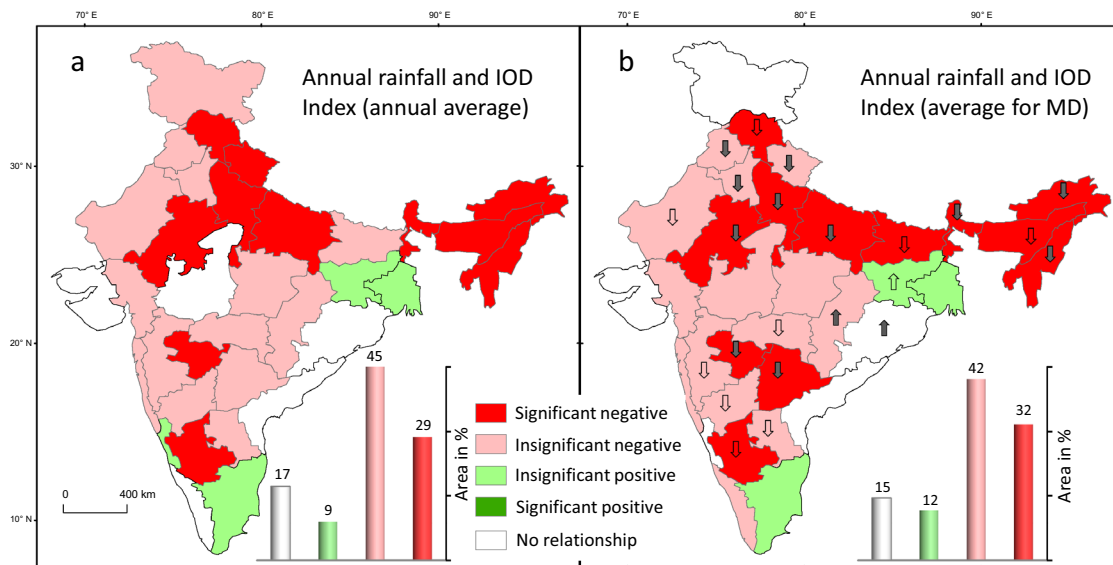 70° E
80° E
90° E
70° E
80° E
90° E
a
Annual rainfall and IOD
Index (annual average)
b
Annual rainfall and IOD
Index (average for MD)
30° N
20° N
10° N
Significant negative
Insignificant negative
Insignificant positive
Significant positive
No relationship
0 400 km
17
9
45
29
Area in %
15
12
42
32
Area in %